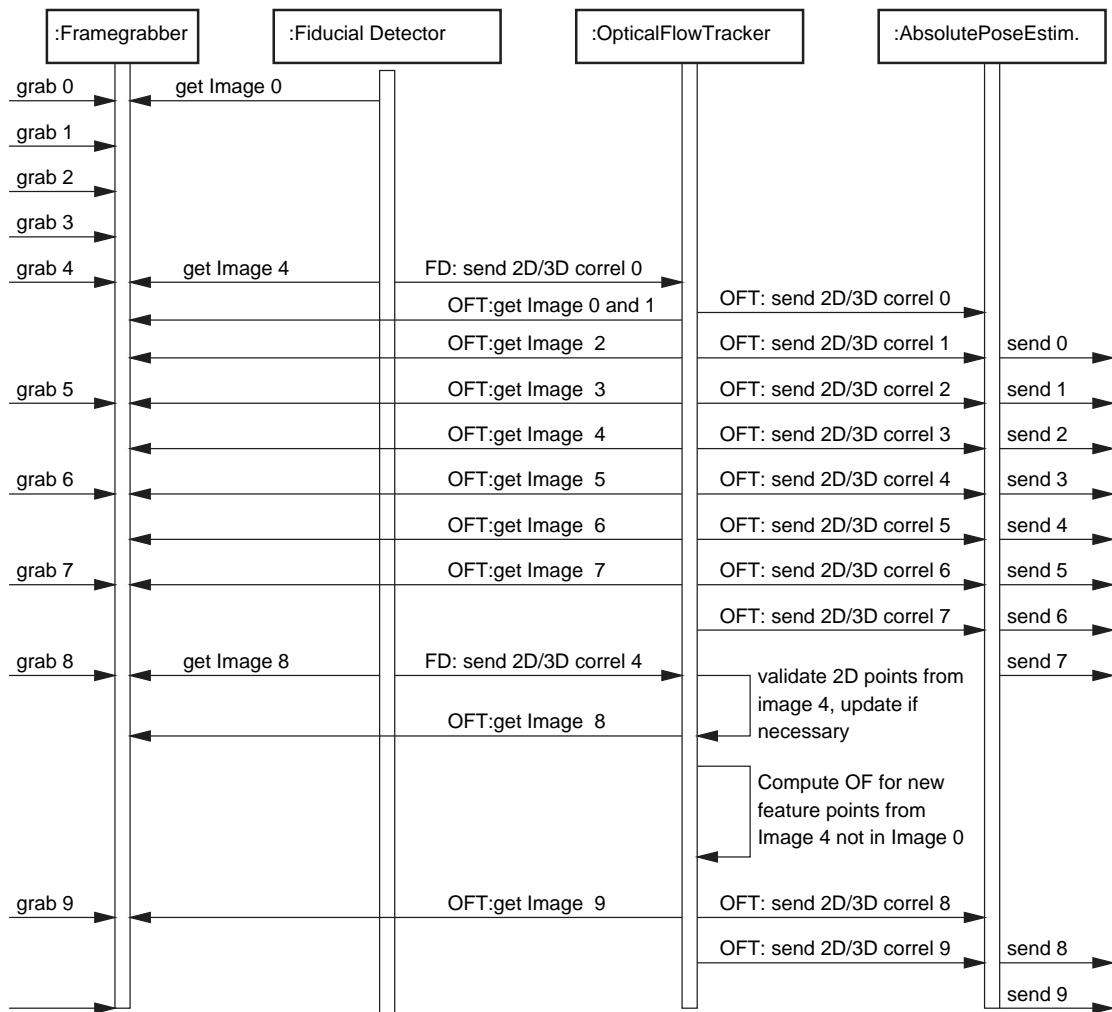 :Framegrabber
:Fiducial Detector
:OpticalFlowTracker
:AbsolutePoseEstim.
grab 0
get Image 0
grab 1
grab 2
grab 3
grab 4
get Image 4
FD: send 2D/3D correl 0
OFT:get Image 0 and 1
OFT: send 2D/3D correl 0
OFT:get Image  2
OFT: send 2D/3D correl 1
send 0
grab 5
OFT:get Image  3
OFT: send 2D/3D correl 2
send 1
OFT:get Image  4
OFT: send 2D/3D correl 3
send 2
grab 6
OFT:get Image  5
OFT: send 2D/3D correl 4
send 3
OFT:get Image  6
OFT: send 2D/3D correl 5
send 4
grab 7
OFT:get Image  7
OFT: send 2D/3D correl 6
send 5
OFT: send 2D/3D correl 7
send 6
grab 8
get Image 8
FD: send 2D/3D correl 4
send 7
validate 2D points from
image 4, update if
necessary
OFT:get Image  8
Compute OF for new
feature points from
Image 4 not in Image 0
grab 9
OFT:get Image  9
OFT: send 2D/3D correl 8
OFT: send 2D/3D correl 9
send 8
send 9